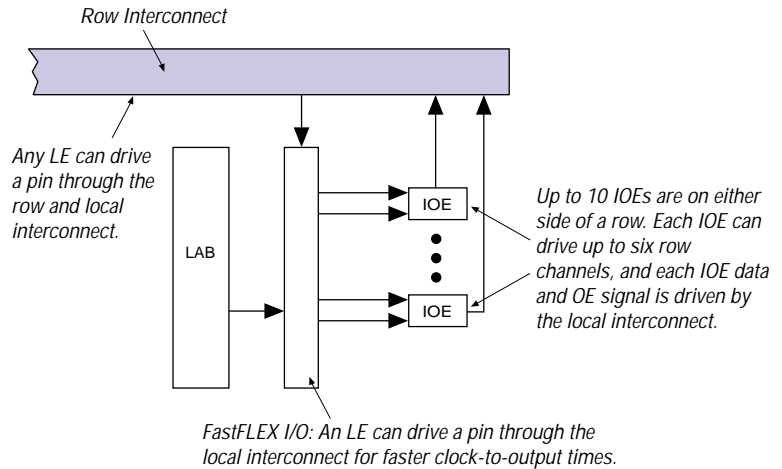 Row Interconnect
Any LE can drive
a pin through the
row and local
interconnect.
LAB
IOE
IOE
Up to 10 IOEs are on either
side of a row. Each IOE can
drive up to six row
channels, and each IOE data
and OE signal is driven by
the local interconnect.
FastFLEX I/O: An LE can drive a pin through the
local interconnect for faster clock-to-output times.